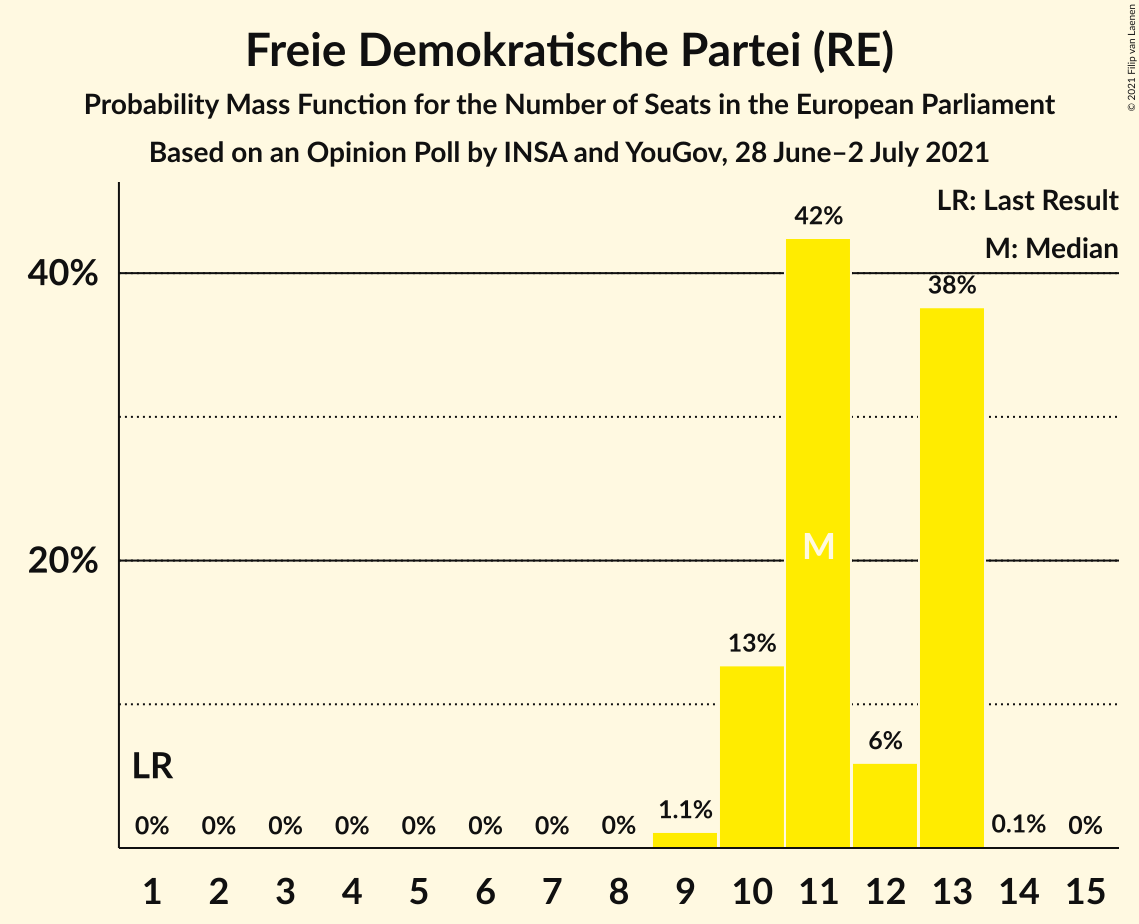 Freie Demokratische Partei (RE)
Probability Mass Function for the Number of Seats in the European Parliament
Based on an Opinion Poll by INSA and YouGov, 28 June–2 July 2021
© 2021 Filip van Laenen
LR: Last Result
M: Median
40%
20%
42%
38%
13%
6%
1.1%
0.1%
M
LR
0% 0% 0% 0% 0% 0% 0% 0% 0%
1 2 3 4 5 6 7 8 9 10 11 12 13 14 15